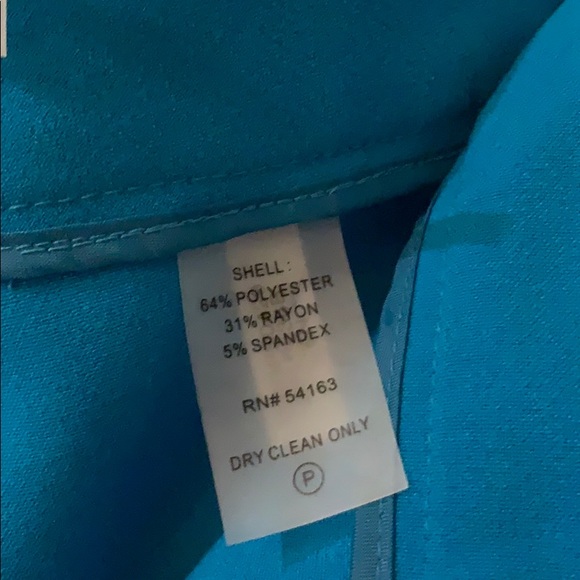 SHELL:
64% POLYESTER
31% RAYON
5% SPANDEX
RN# 54163
DRY CLEAN ONLY
P